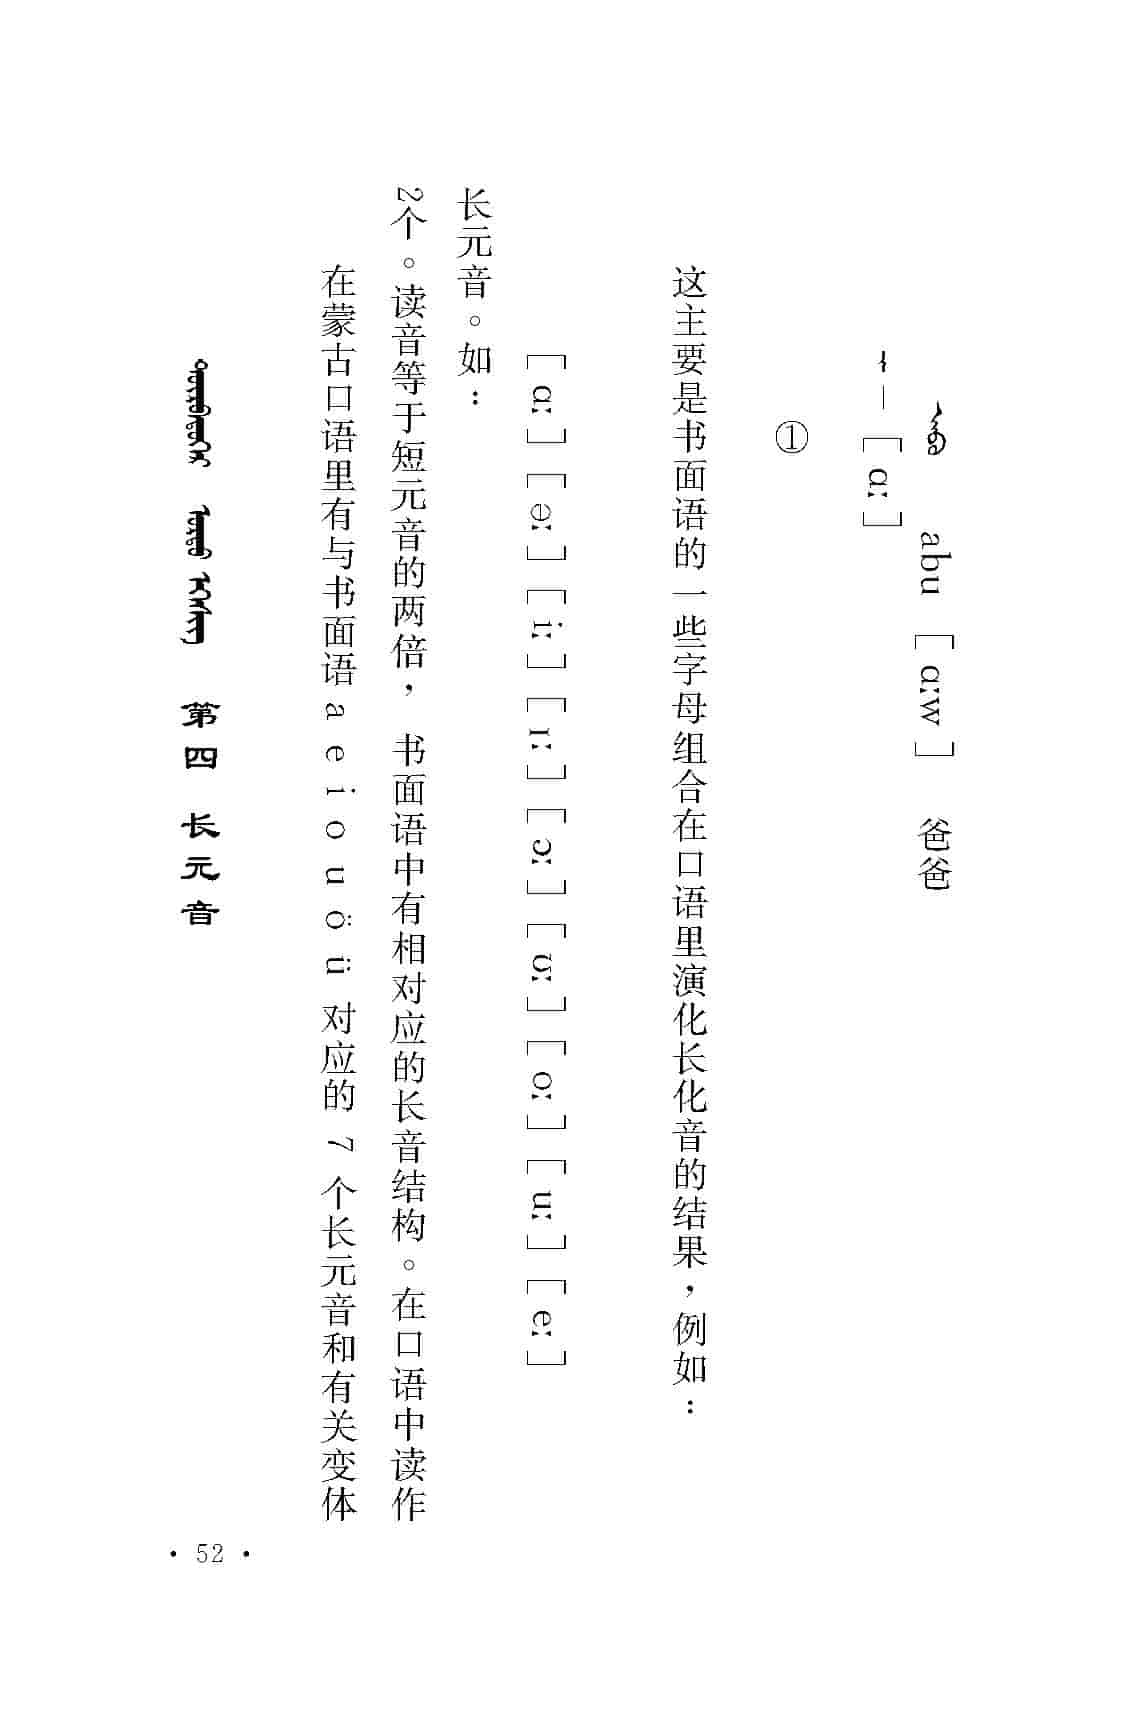 第四 长元音
在蒙古口语里有与书面语 a e i o u ö ü 对应的 7 个长元音和有关变体
2个。读音等于短元音的两倍， 书面语中有相对应的长音结构。在口语中读作
长元音。如：
[ɑː] [əː] [iː] [ɪː] [ɔː] [ʊː] [oː] [uː] [eː]
这主要是书面语的一些字母组合在口语里演化长化音的结果，例如：
①
—[ɑː]
ᠠᠪᠤ abu [ɑːw] 爸爸
· 52 ·